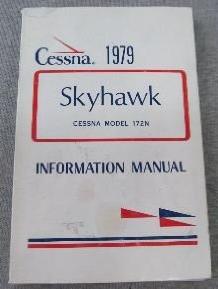 Cessna. 1979
Skyhawk
CESSNA MODEL 172N
INFORMATION MANUAL